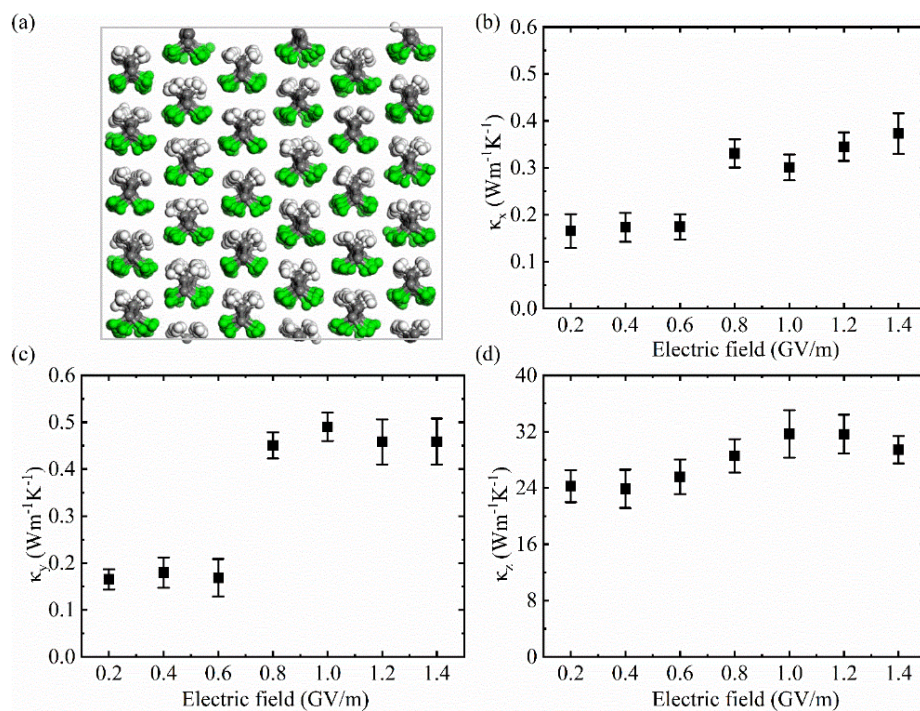 (a)
(b)
0.6
0.5
0.4
0.3
0.2
0.1
0.0
κx (Wm⁻¹K⁻¹)
0.2 0.4 0.6 0.8 1.0 1.2 1.4
Electric field (GV/m)
(c)
0.6
0.5
0.4
0.3
0.2
0.1
0.0
κy (Wm⁻¹K⁻¹)
0.2 0.4 0.6 0.8 1.0 1.2 1.4
Electric field (GV/m)
(d)
40
32
24
16
8
0
κz (Wm⁻¹K⁻¹)
0.2 0.4 0.6 0.8 1.0 1.2 1.4
Electric field (GV/m)